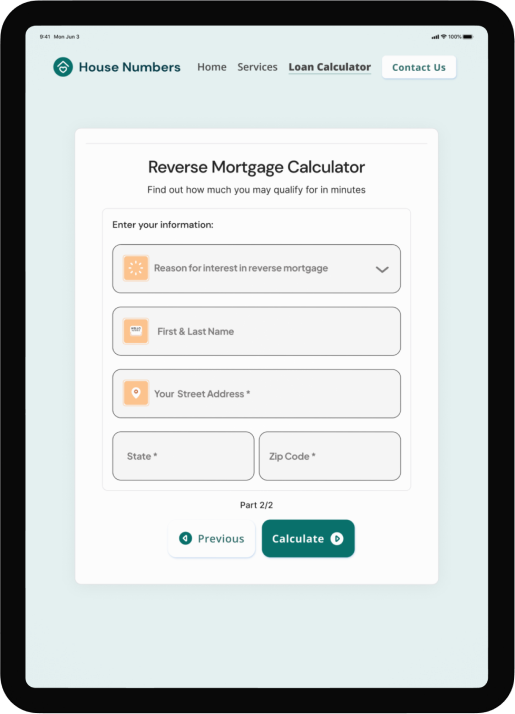 9:41 Mon Jun 3
100%
House Numbers
Home Services Loan Calculator Contact Us
Reverse Mortgage Calculator
Find out how much you may qualify for in minutes
Enter your information:
Reason for interest in reverse mortgage
First & Last Name
Your Street Address *
State * Zip Code *
Part 2/2
Previous Calculate